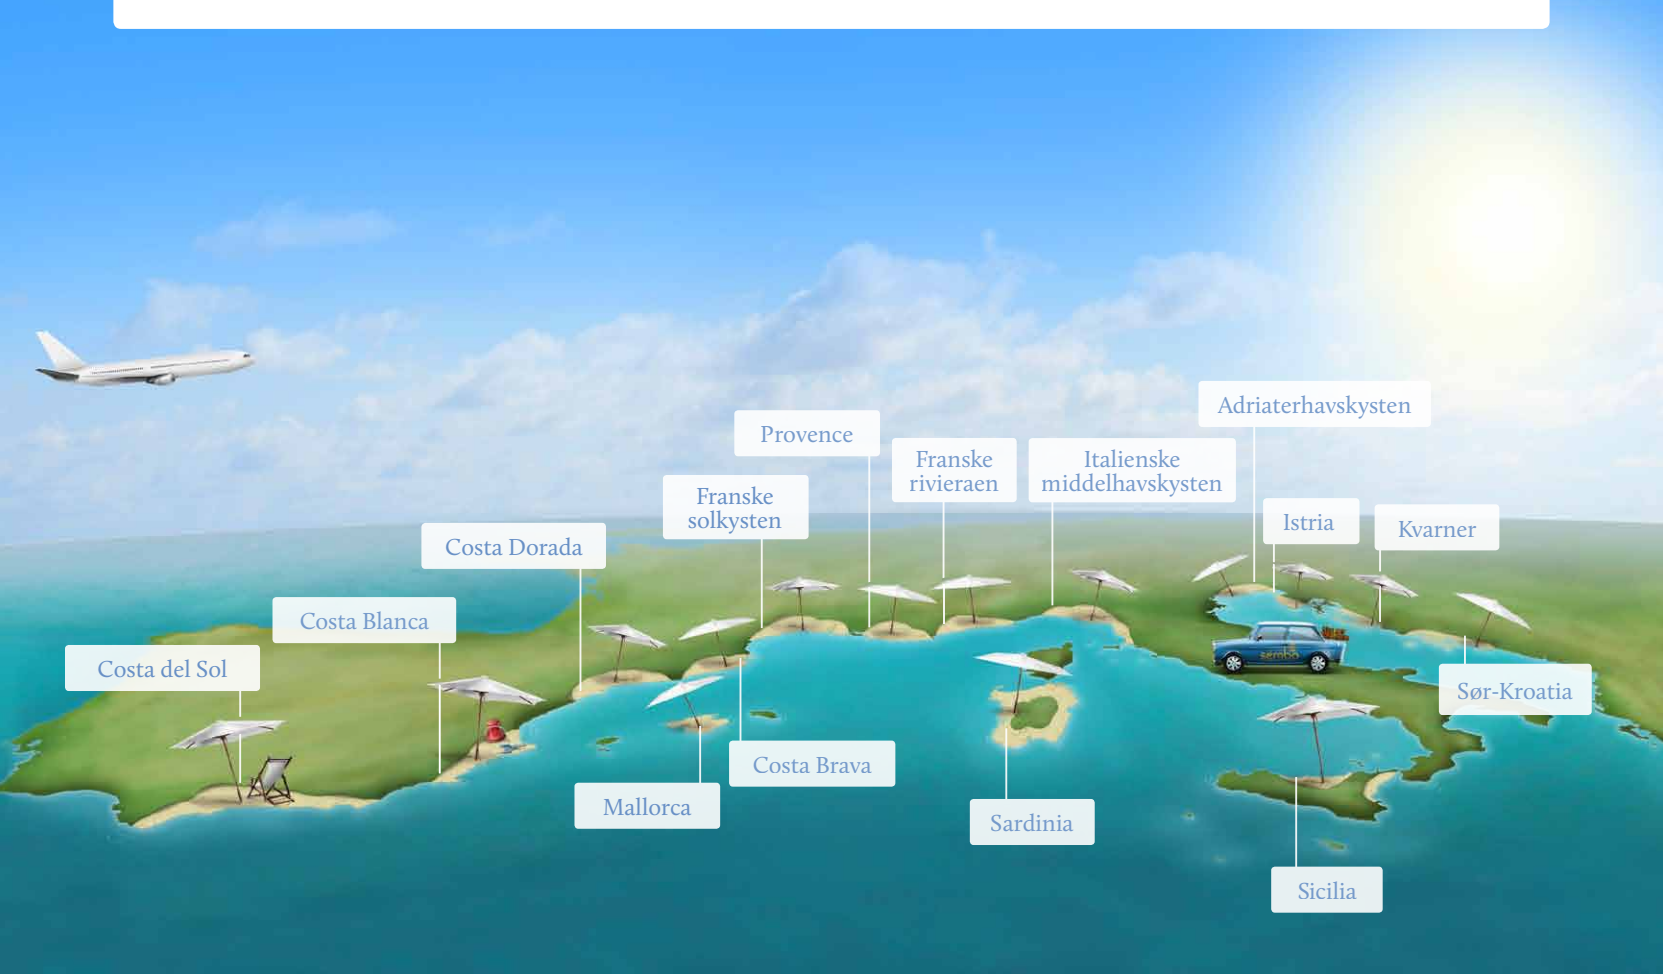 Adriaterhavskysten
Provence
Franske
rivieraen
Italienske
middelhavskysten
Franske
solkysten
Istria
Kvarner
Costa Dorada
Costa Blanca
Costa del Sol
sembo
Sør-Kroatia
Costa Brava
Mallorca
Sardinia
Sicilia